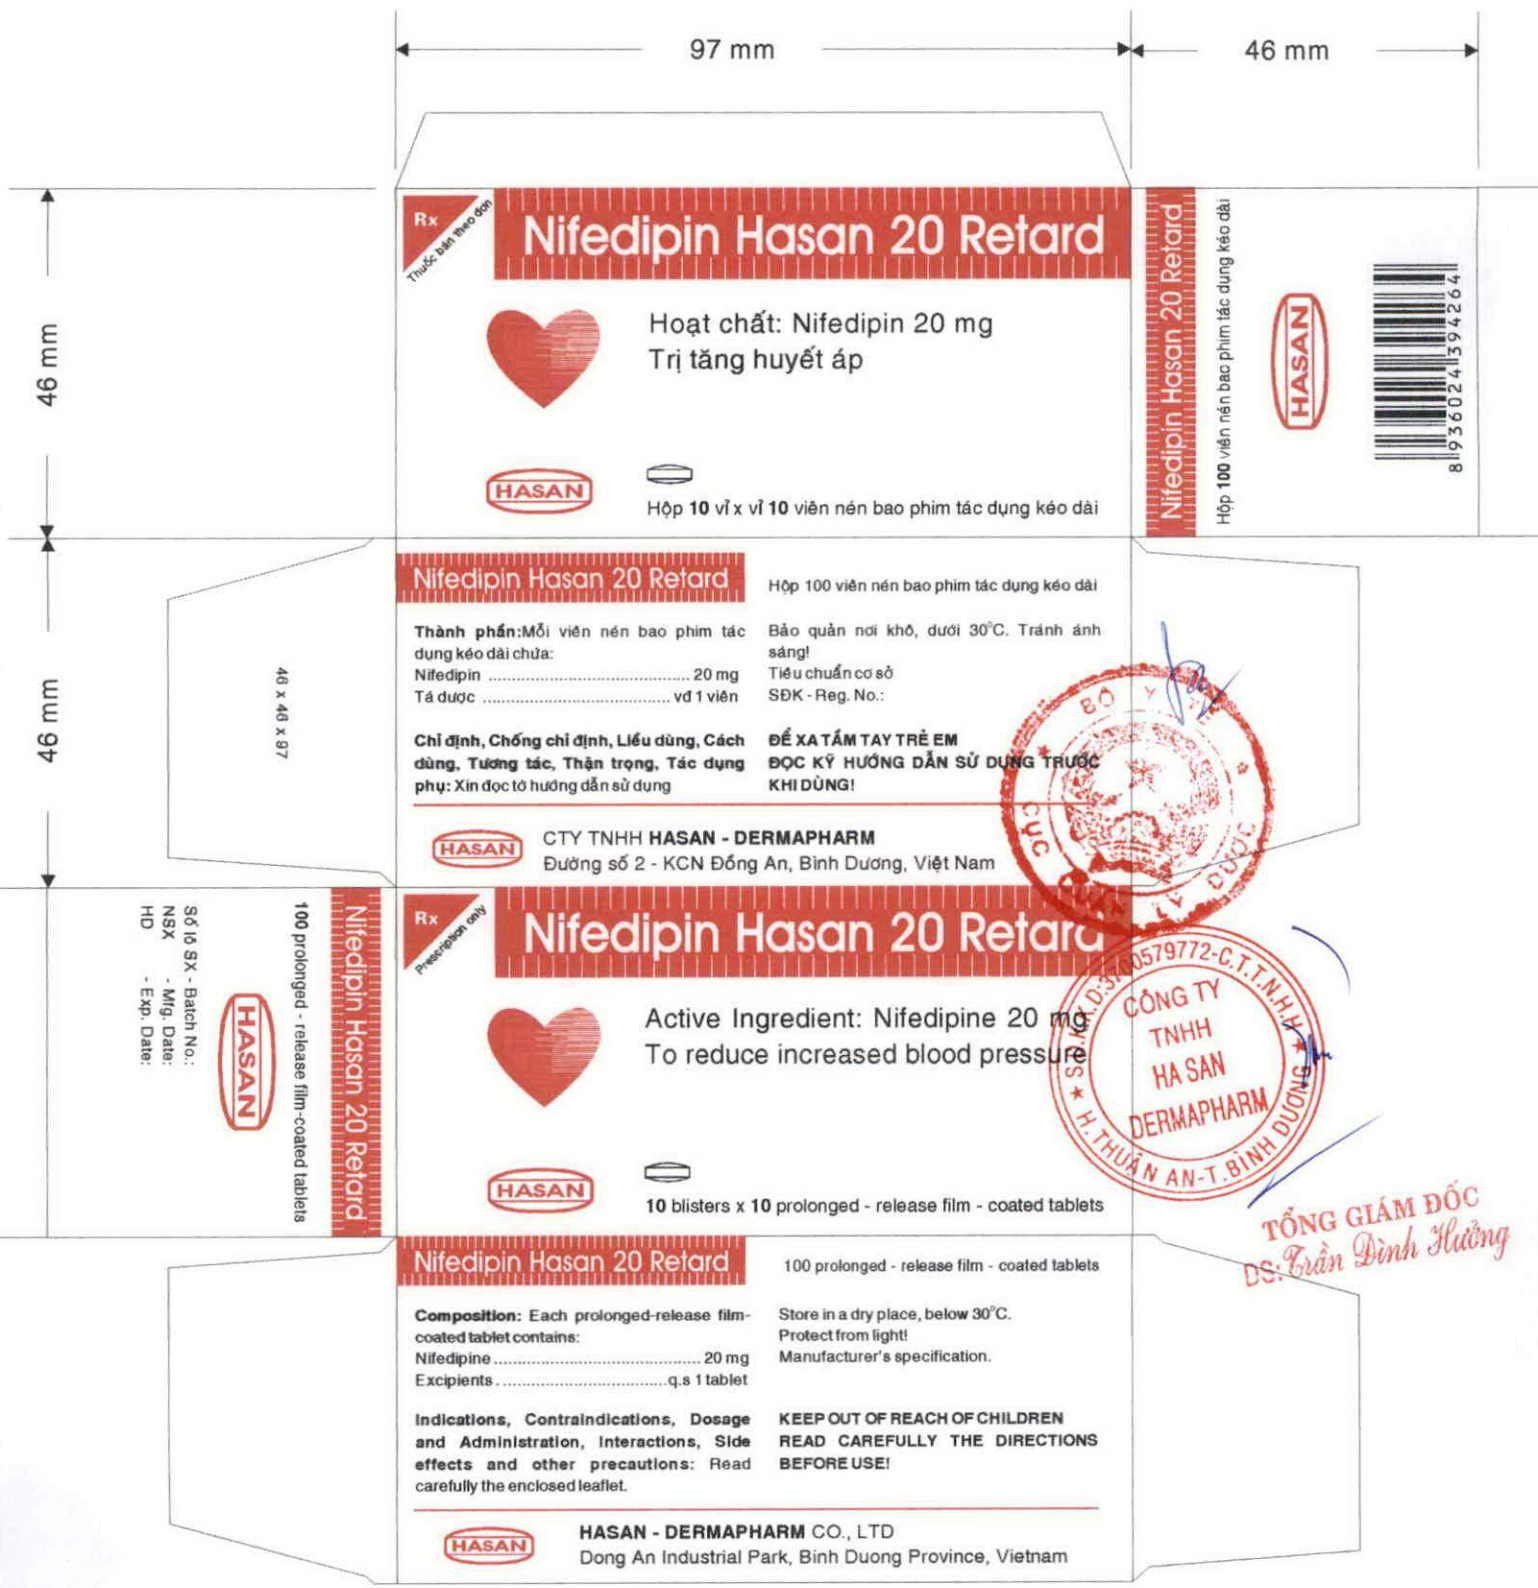 97 mm
46 mm
46 mm
46 mm
Rx
Thuốc bán theo đơn
Nifedipin Hasan 20 Retard
Hoạt chất: Nifedipin 20 mg
Trị tăng huyết áp
HASAN
Hộp 10 vỉ x vỉ 10 viên nén bao phim tác dụng kéo dài
Nifedipin Hasan 20 Retard
Hộp 100 viên nén bao phim tác dụng kéo dài
HASAN
8 936024 394264
Nifedipin Hasan 20 Retard
Thành phần:Mỗi viên nén bao phim tác
dụng kéo dài chứa:
Nifedipin ........................................ 20 mg
Tá dược ..................................... vđ 1 viên
Chỉ định, Chống chỉ định, Liều dùng, Cách
dùng, Tương tác, Thận trọng, Tác dụng
phụ: Xin đọc tờ hướng dẫn sử dụng
Hộp 100 viên nén bao phim tác dụng kéo dài
Bảo quản nơi khô, dưới 30°C. Tránh ánh
sáng!
Tiêu chuẩn cơ sở
SĐK - Reg. No.:
ĐỂ XA TẦM TAY TRẺ EM
ĐỌC KỸ HƯỚNG DẪN SỬ DỤNG TRƯỚC
KHI DÙNG!
HASAN
CTY TNHH HASAN - DERMAPHARM
Đường số 2 - KCN Đồng An, Bình Dương, Việt Nam
46 x 46 x 97
BỘ Y TẾ
CỤC QUẢN LÝ DƯỢC
Số lô SX - Batch No.:
NSX - Mfg. Date:
HD - Exp. Date:
HASAN
100 prolonged - release film-coated tablets
Nifedipin Hasan 20 Retard
Rx
Prescription only
Nifedipin Hasan 20 Retard
Active Ingredient: Nifedipine 20 mg
To reduce increased blood pressure
HASAN
10 blisters x 10 prolonged - release film - coated tablets
S.Đ.K.K.D:3700579772-C.T.T.N.H.H
CÔNG TY
TNHH
HA SAN
DERMAPHARM
H.THUẬN AN-T.BÌNH DƯƠNG
TỔNG GIÁM ĐỐC
DS: Trần Đình Hưởng
Nifedipin Hasan 20 Retard
Composition: Each prolonged-release film-
coated tablet contains:
Nifedipine ......................................... 20 mg
Excipients ..................................q.s 1 tablet
Indications, Contraindications, Dosage
and Administration, Interactions, Side
effects and other precautions: Read
carefully the enclosed leaflet.
100 prolonged - release film - coated tablets
Store in a dry place, below 30°C.
Protect from light!
Manufacturer's specification.
KEEP OUT OF REACH OF CHILDREN
READ CAREFULLY THE DIRECTIONS
BEFORE USE!
HASAN
HASAN - DERMAPHARM CO., LTD
Dong An Industrial Park, Binh Duong Province, Vietnam